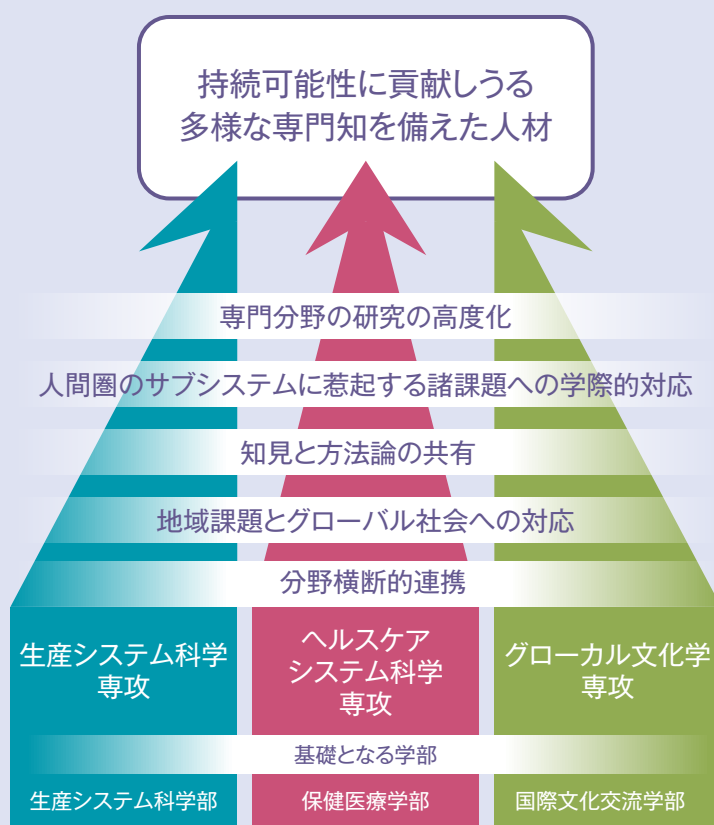 持続可能性に貢献しうる
多様な専門知を備えた人材
専門分野の研究の高度化
人間圏のサブシステムに惹起する諸課題への学際的対応
知見と方法論の共有
地域課題とグローバル社会への対応
分野横断的連携
生産システム科学
専攻
ヘルスケア
システム科学
専攻
グローカル文化学
専攻
基礎となる学部
生産システム科学部
保健医療学部
国際文化交流学部